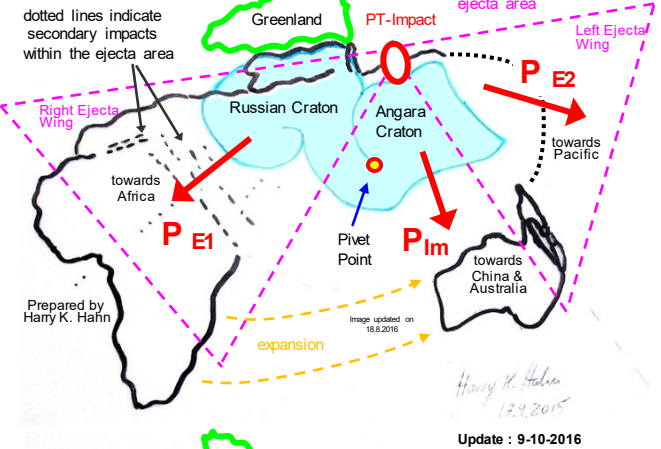 ejecta area
dotted lines indicate
secondary impacts
within the ejecta area
Greenland
PT-Impact
Left Ejecta
Wing
P E2
Right Ejecta
Wing
Russian Craton
Angara
Craton
towards
Pacific
towards
Africa
P E1
Pivet
Point
P Im
towards
China &
Australia
Prepared by
Harry K. Hahn
Image updated on
18.8.2016
expansion
Harry K. Hahn
17.9.2015
Update : 9-10-2016